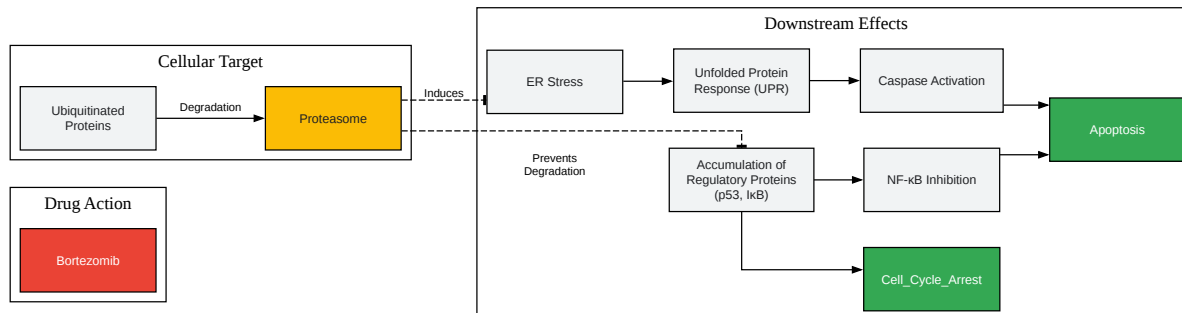 Downstream Effects
Cellular Target
Ubiquitinated
Proteins
Degradation
Proteasome
Induces
ER Stress
Unfolded Protein
Response (UPR)
Caspase Activation
Apoptosis
Prevents
Degradation
Accumulation of
Regulatory Proteins
(p53, IκB)
NF-κB Inhibition
Drug Action
Bortezomib
Cell_Cycle_Arrest